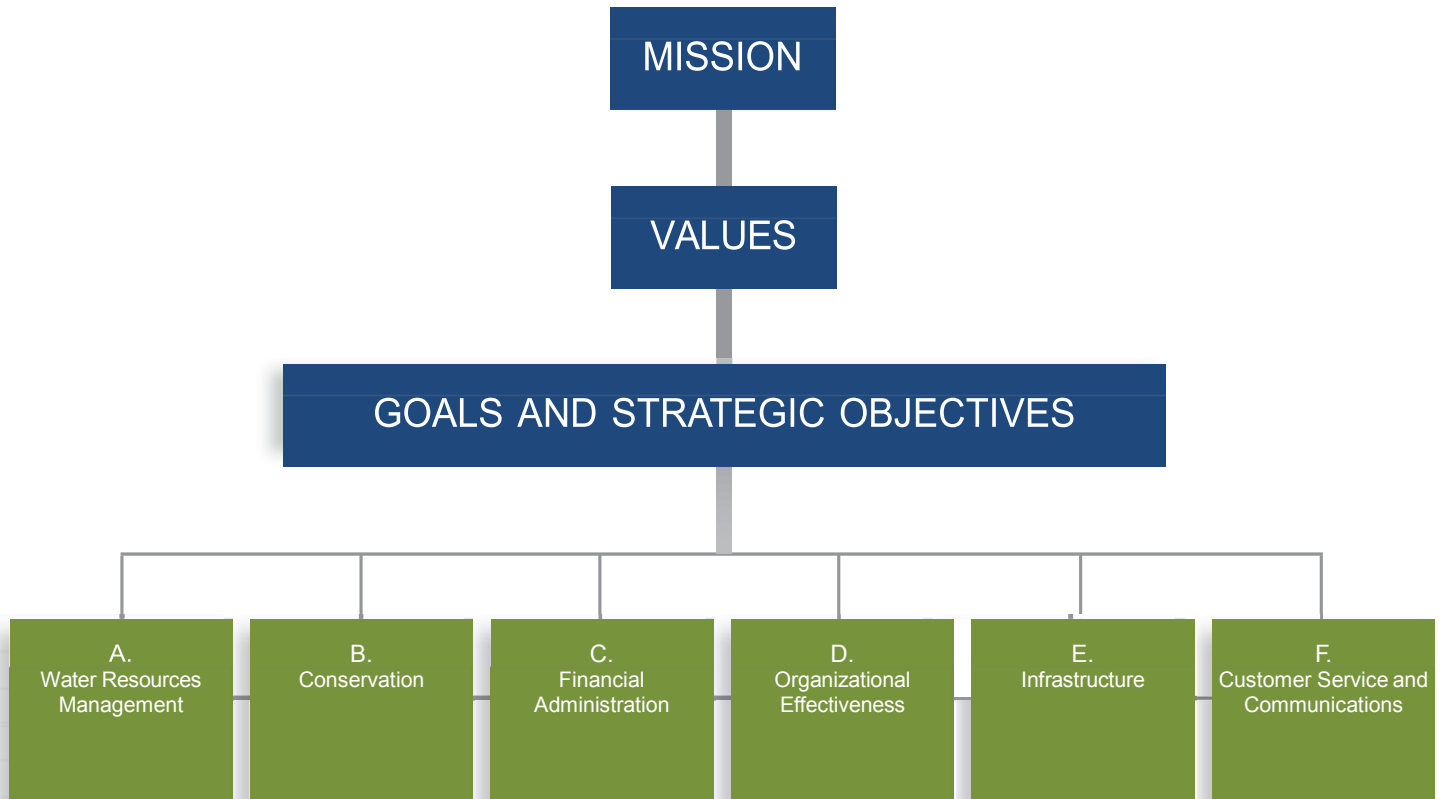 MISSION
VALUES
GOALS AND STRATEGIC OBJECTIVES
A.
Water Resources
Management
B.
Conservation
C.
Financial
Administration
D.
Organizational
Effectiveness
E.
Infrastructure
F.
Customer Service and
Communications